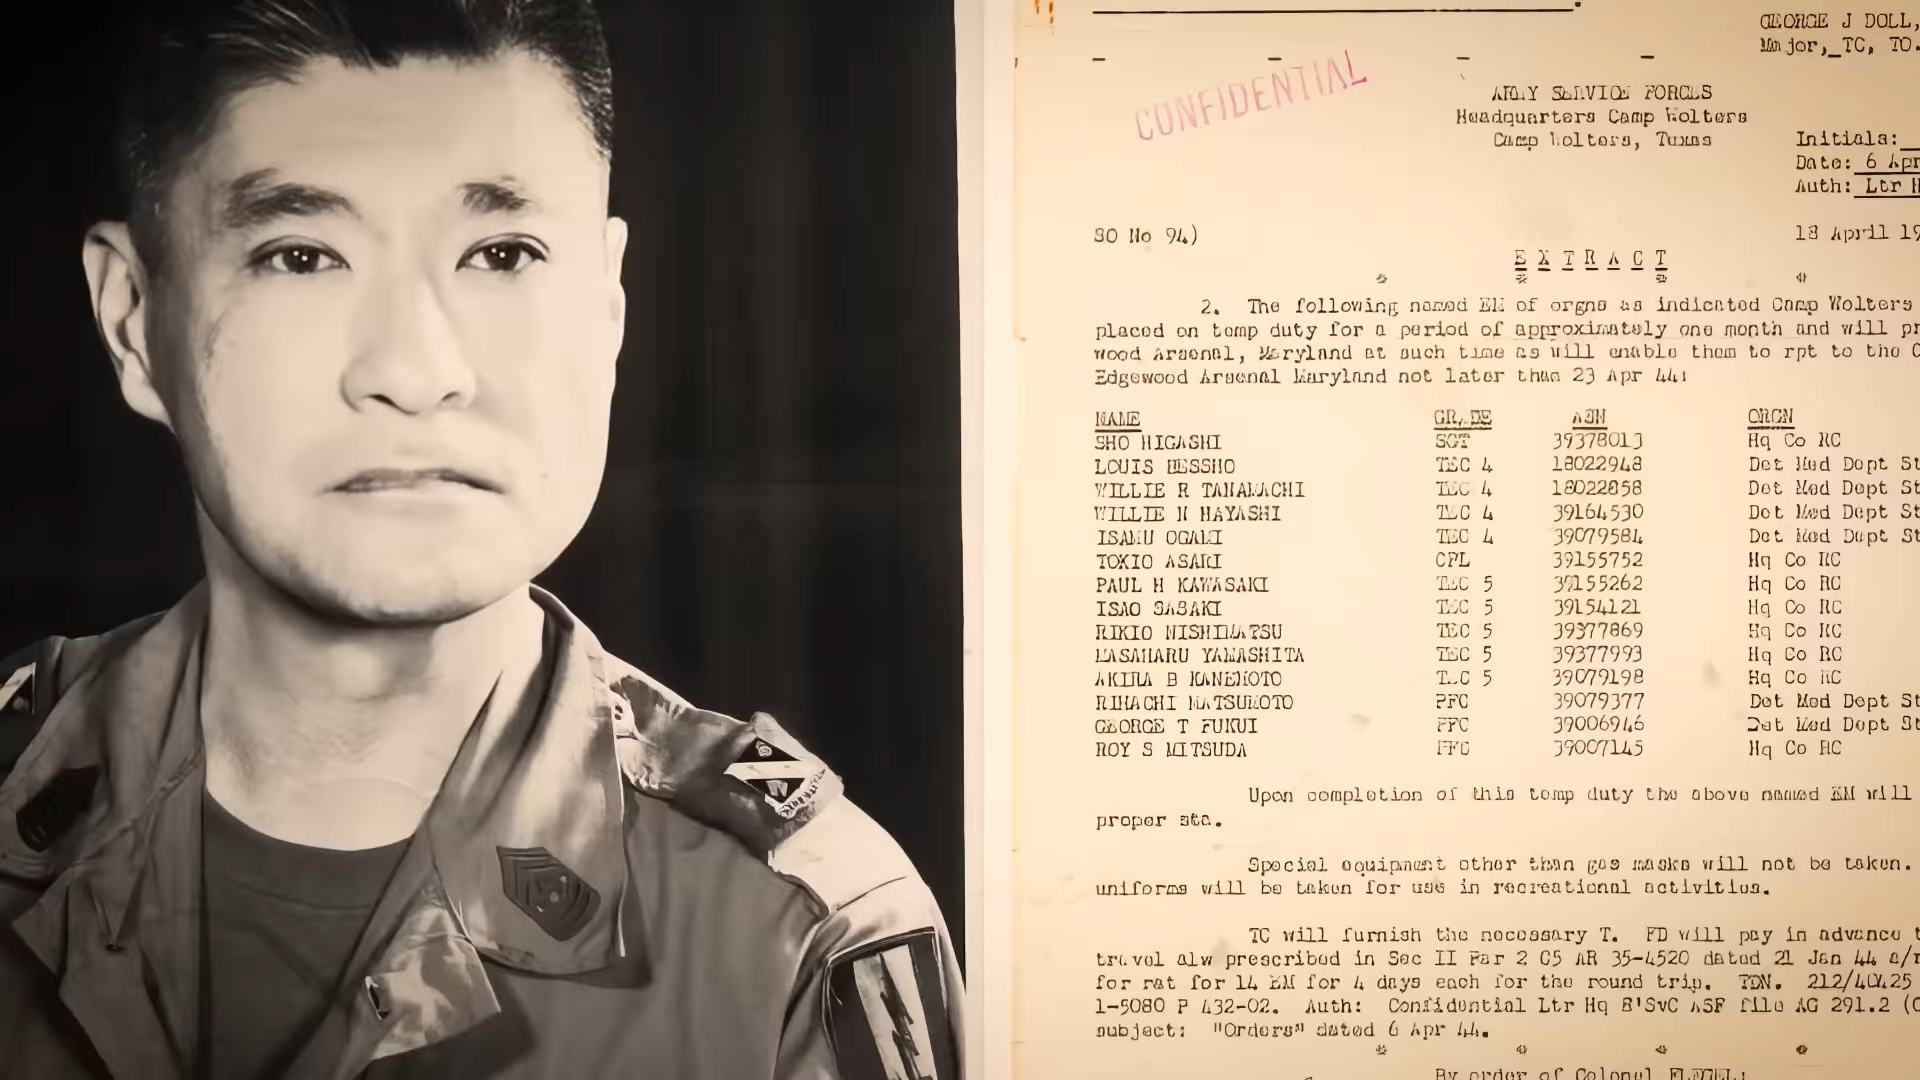 GEORGE J DOLL,
Major, TC, TO.
CONFIDENTIAL
ARMY SERVICE FORCES
Headquarters Camp Wolters
Camp Wolters, Texas
Initials:
Date: 6 Apr
Auth: Ltr H
SO No 94)
18 April 19
E X T R A C T
2. The following named EM of orgns as indicated Camp Wolters
placed on temp duty for a period of approximately one month and will pr
wood Arsenal, Maryland at such time as will enable them to rpt to the C
Edgewood Arsenal Maryland not later than 23 Apr 44:
NAME GRADE ASN ORGN
SHO HIGASHI SGT 39378013 Hq Co RC
LOUIS BESSHO TEC 4 18022948 Det Med Dept St
WILLIE R TANAMACHI TEC 4 18022858 Det Med Dept St
WILLIE N HAYASHI TEC 4 39164530 Det Med Dept St
ISAMU OGAMI TEC 4 39079584 Det Med Dept St
TOKIO ASAKI CPL 39155752 Hq Co RC
PAUL H KAWASAKI TEC 5 39155262 Hq Co RC
ISAO SASAKI TEC 5 39154121 Hq Co RC
RIKIO NISHIMATSU TEC 5 39377869 Hq Co RC
MASAHARU YAMASHITA TEC 5 39377993 Hq Co RC
AKIRA B KANEMOTO TEC 5 39079198 Hq Co RC
RIHACHI MATSUMOTO PFC 39079377 Det Med Dept St
GEORGE T FUKUI PFC 39006946 Det Med Dept St
ROY S MITSUDA PFC 39007145 Hq Co RC
Upon completion of this temp duty the above named EM will
proper sta.
Special equipment other than gas masks will not be taken.
uniforms will be taken for use in recreational activities.
TC will furnish the necessary T. FD will pay in advance t
travel alw prescribed in Sec II Par 2 C5 AR 35-4520 dated 21 Jan 44 a/r
for rat for 14 EM for 4 days each for the round trip. TDN. 212/40425
1-5080 P 432-02. Auth: Confidential Ltr Hq 8'SvC ASF file AG 291.2 (C
subject: "Orders" dated 6 Apr 44.
By order of Colonel